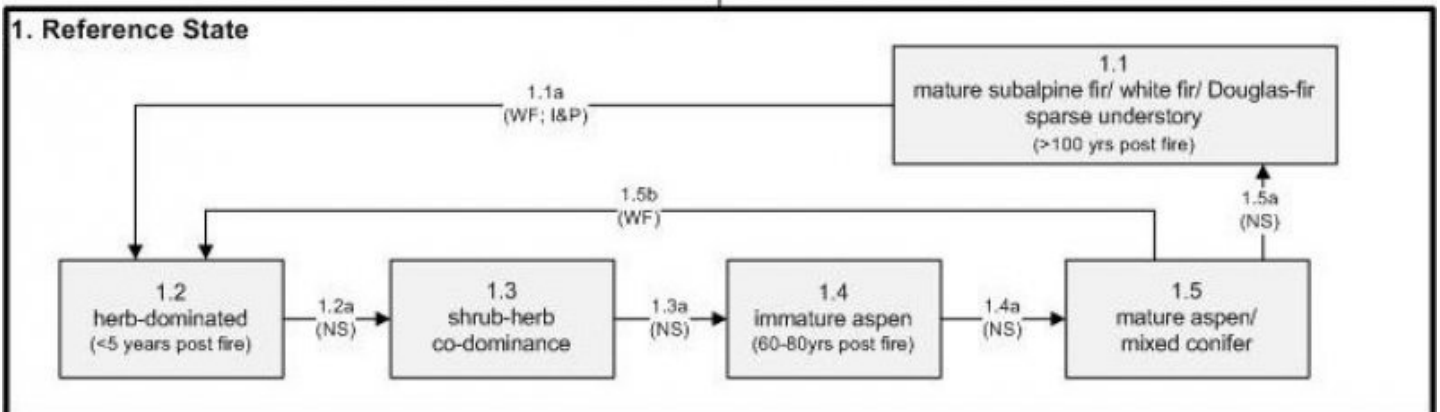 1. Reference State
1.1
mature subalpine fir/ white fir/ Douglas-fir
sparse understory
(>100 yrs post fire)
1.1a
(WF; I&P)
1.5b
(WF)
1.5a
(NS)
1.2
herb-dominated
(<5 years post fire)
1.2a
(NS)
1.3
shrub-herb
co-dominance
1.3a
(NS)
1.4
immature aspen
(60-80yrs post fire)
1.4a
(NS)
1.5
mature aspen/
mixed conifer